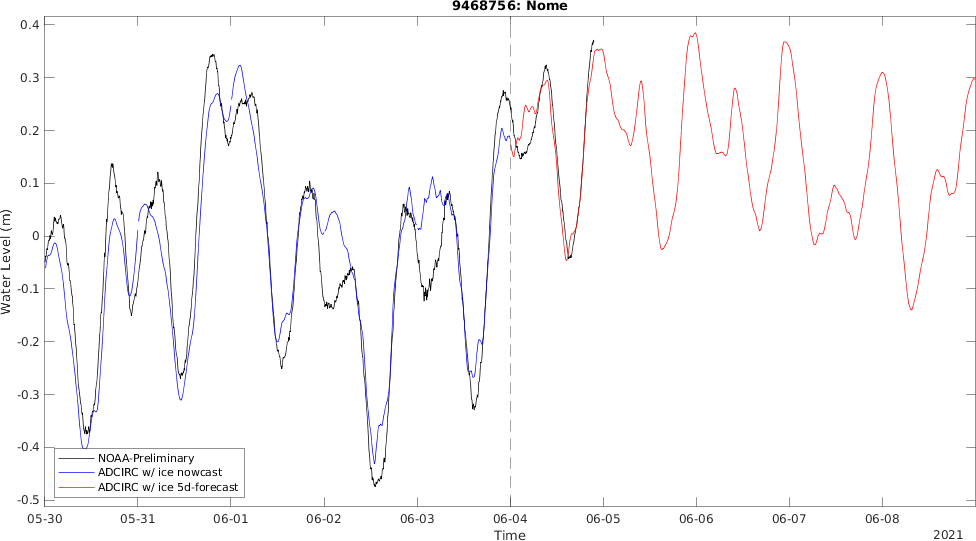 9468756: Nome
0.4
0.3
0.2
0.1
0
-0.1
-0.2
-0.3
-0.4
-0.5
Water Level (m)
NOAA-Preliminary
ADCIRC w/ ice nowcast
ADCIRC w/ ice 5d-forecast
05-30 05-31 06-01 06-02 06-03 06-04 06-05 06-06 06-07 06-08
Time
2021